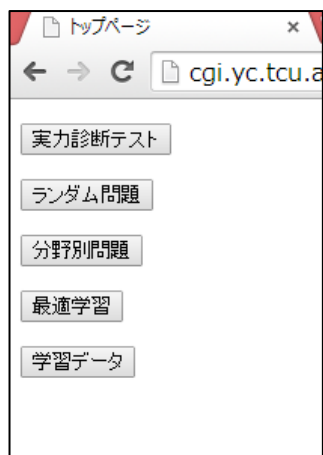 トップページ
cgi.yc.tcu.a
実力診断テスト
ランダム問題
分野別問題
最適学習
学習データ